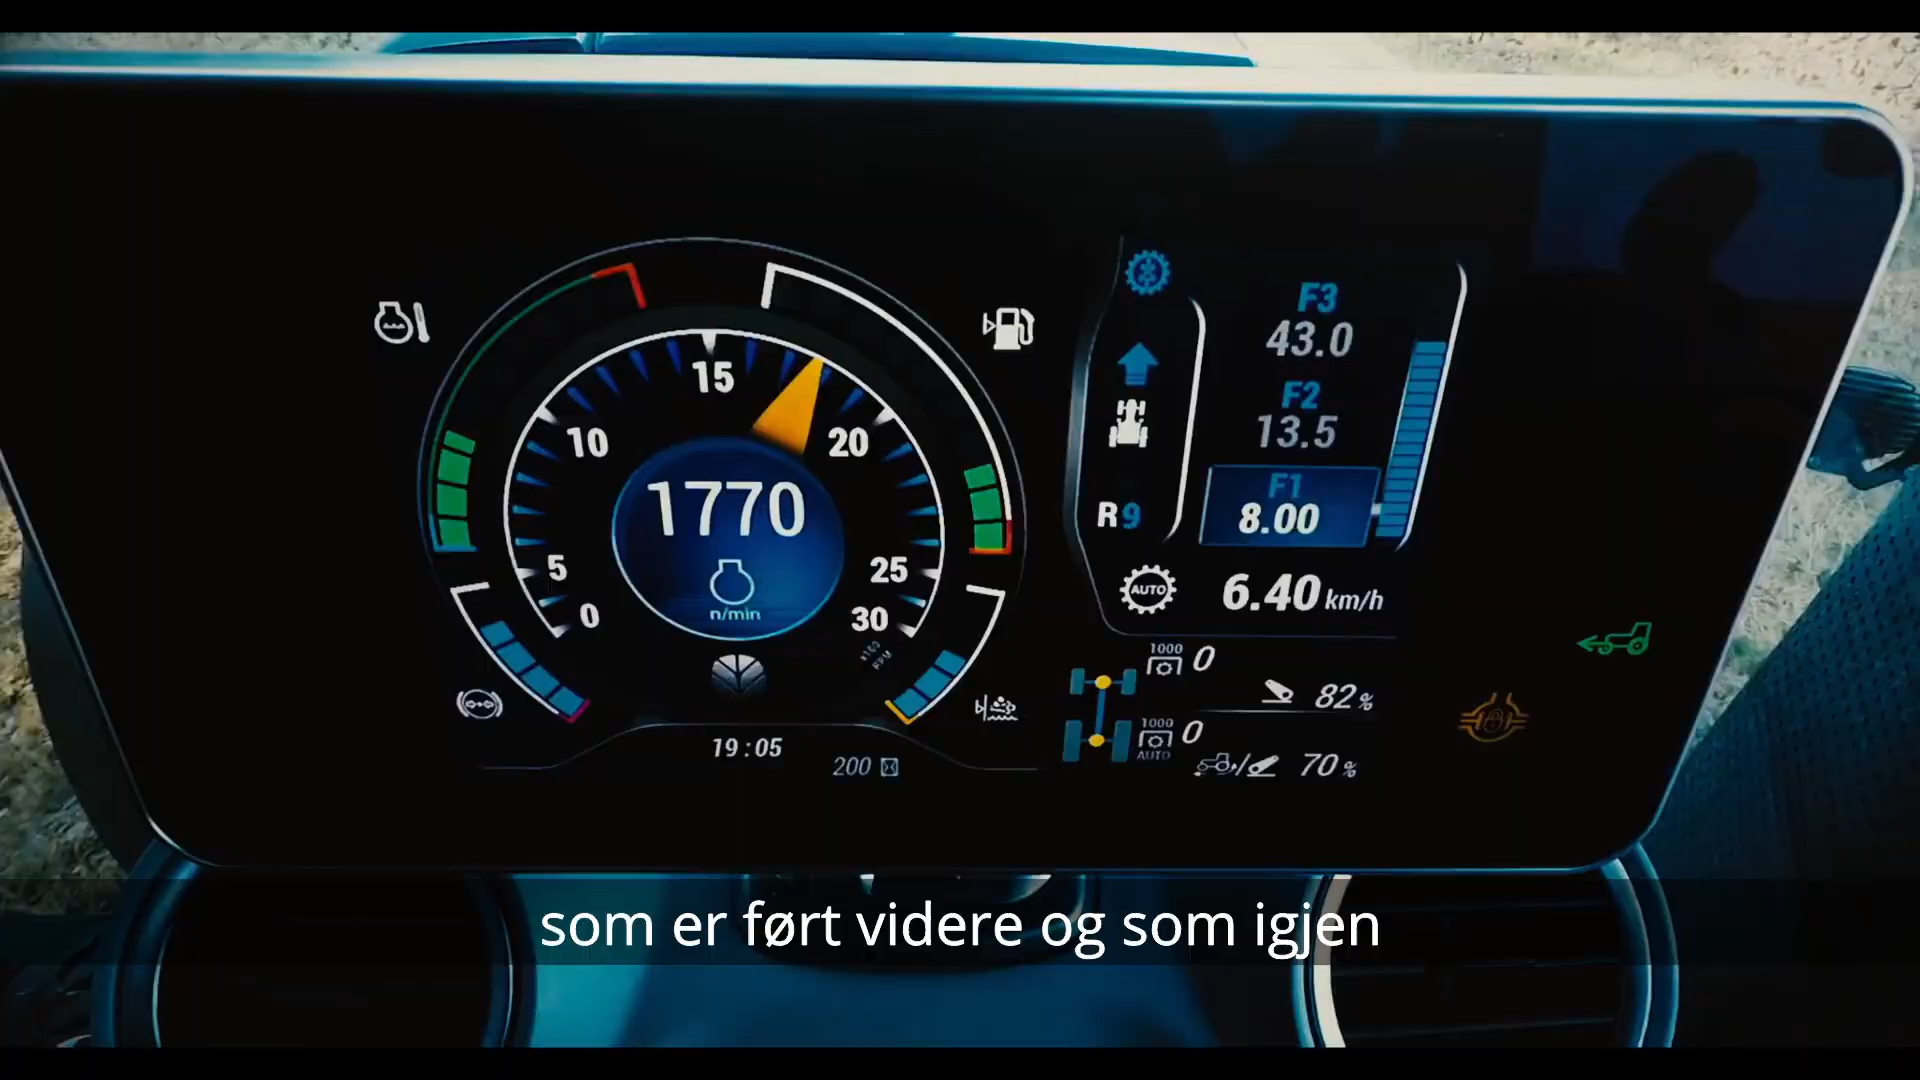 15
10
20
5
25
0
30
x100
RPM
1770
n/min
19:05
200
F3
43.0
F2
13.5
F1
8.00
R9
AUTO
6.40 km/h
1000
0
82%
1000
0
AUTO
70%
som er ført videre og som igjen